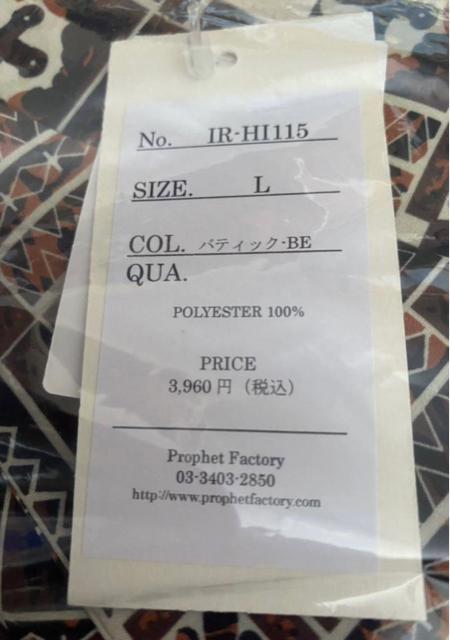 No. IR-HI115
SIZE. L
COL. バティック-BE
QUA.
POLYESTER 100%
PRICE
3,960 円（税込）
Prophet Factory
03-3403-2850
http://www.prophetfactory.com